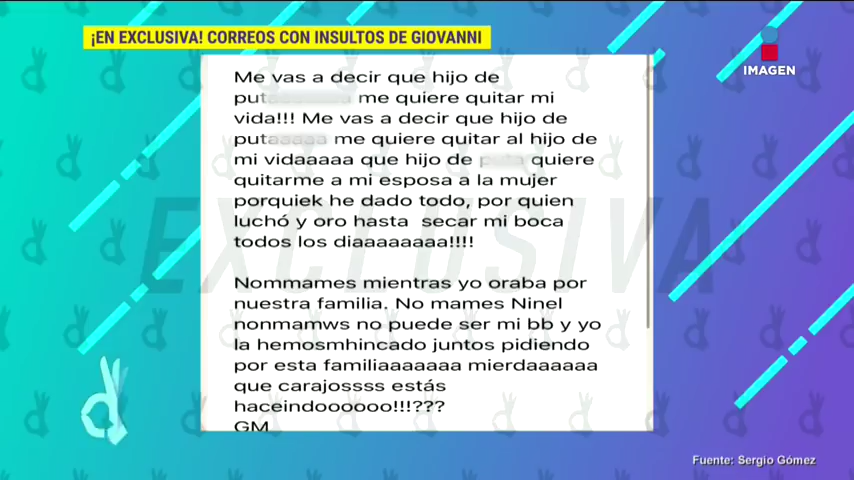 ¡EN EXCLUSIVA! CORREOS CON INSULTOS DE GIOVANNI
IMAGEN
Me vas a decir que hijo de
me quiere quitar mi
vida!!! Me vas a decir que hijo de
me quiere quitar al hijo de
mi vidaaaaa que hijo de puta quiere
quitarme a mi esposa a la mujer
porquiek he dado todo, por quien
luchó y oro hasta secar mi boca
todos los diaaaaaaaa!!!!
EXCLUSIVA
Nommames mientras yo oraba por
nuestra familia. No mames Ninel
nonmamws no puede ser mi bb y yo
la hemosmhincado juntos pidiendo
por esta familiaaaaaaa mierdaaaaaa
que carajossss estás
haceindoooooo!!!???
GM
Fuente: Sergio Gómez